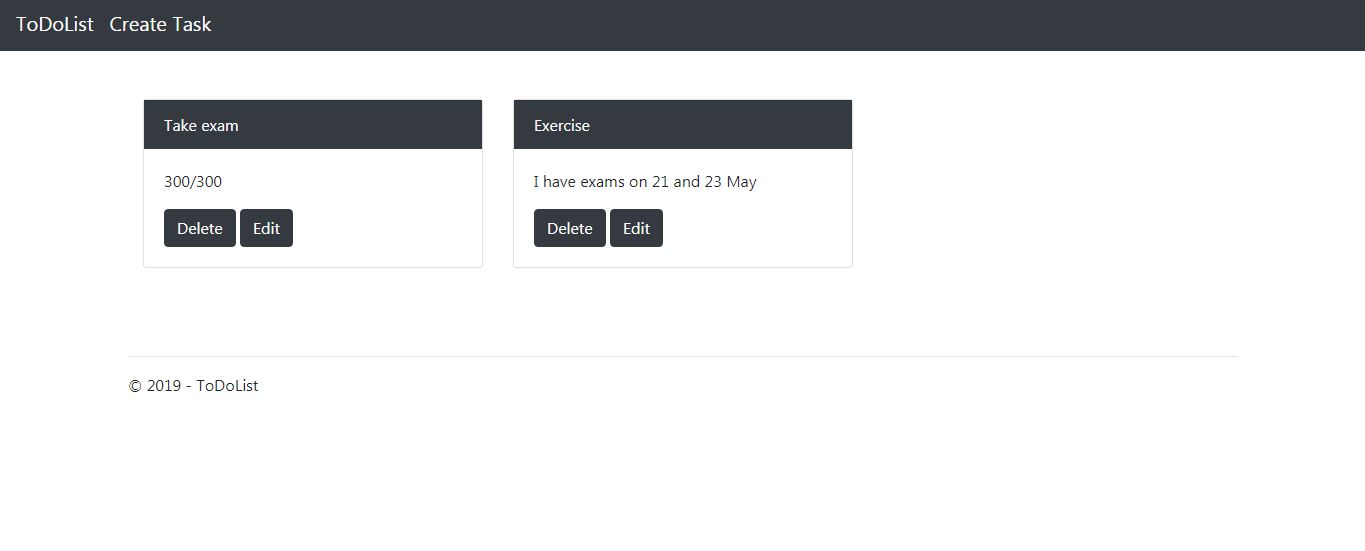 ToDoList Create Task
Take exam
300/300
Delete Edit
Exercise
I have exams on 21 and 23 May
Delete Edit
© 2019 - ToDoList